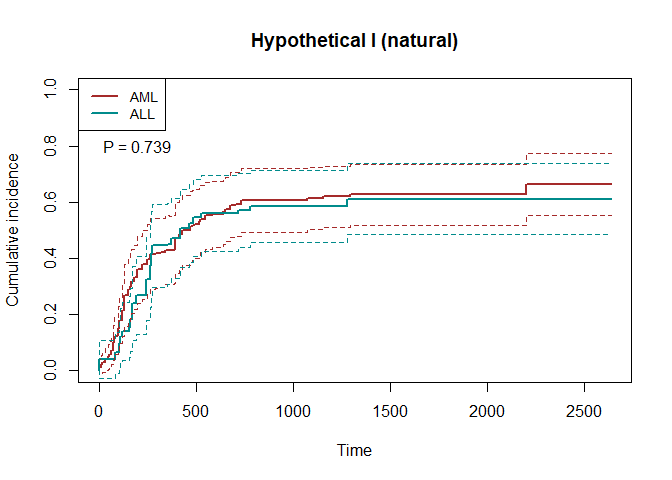 Hypothetical I (natural)
AML
ALL
P = 0.739
Cumulative incidence
1.0
0.8
0.6
0.4
0.2
0.0
0 500 1000 1500 2000 2500
Time